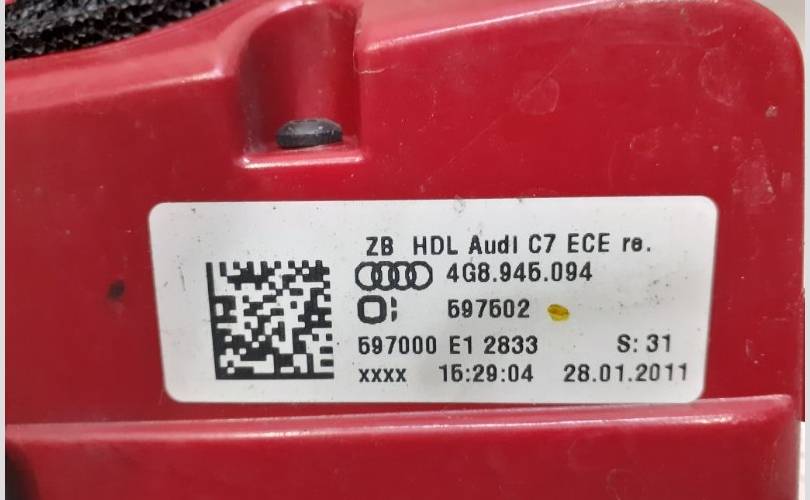 ZB HDL Audi C7 ECE re.
4G8.945.094
597502
597000 E1 2833 S: 31
xxxx 15:29:04 28.01.2011